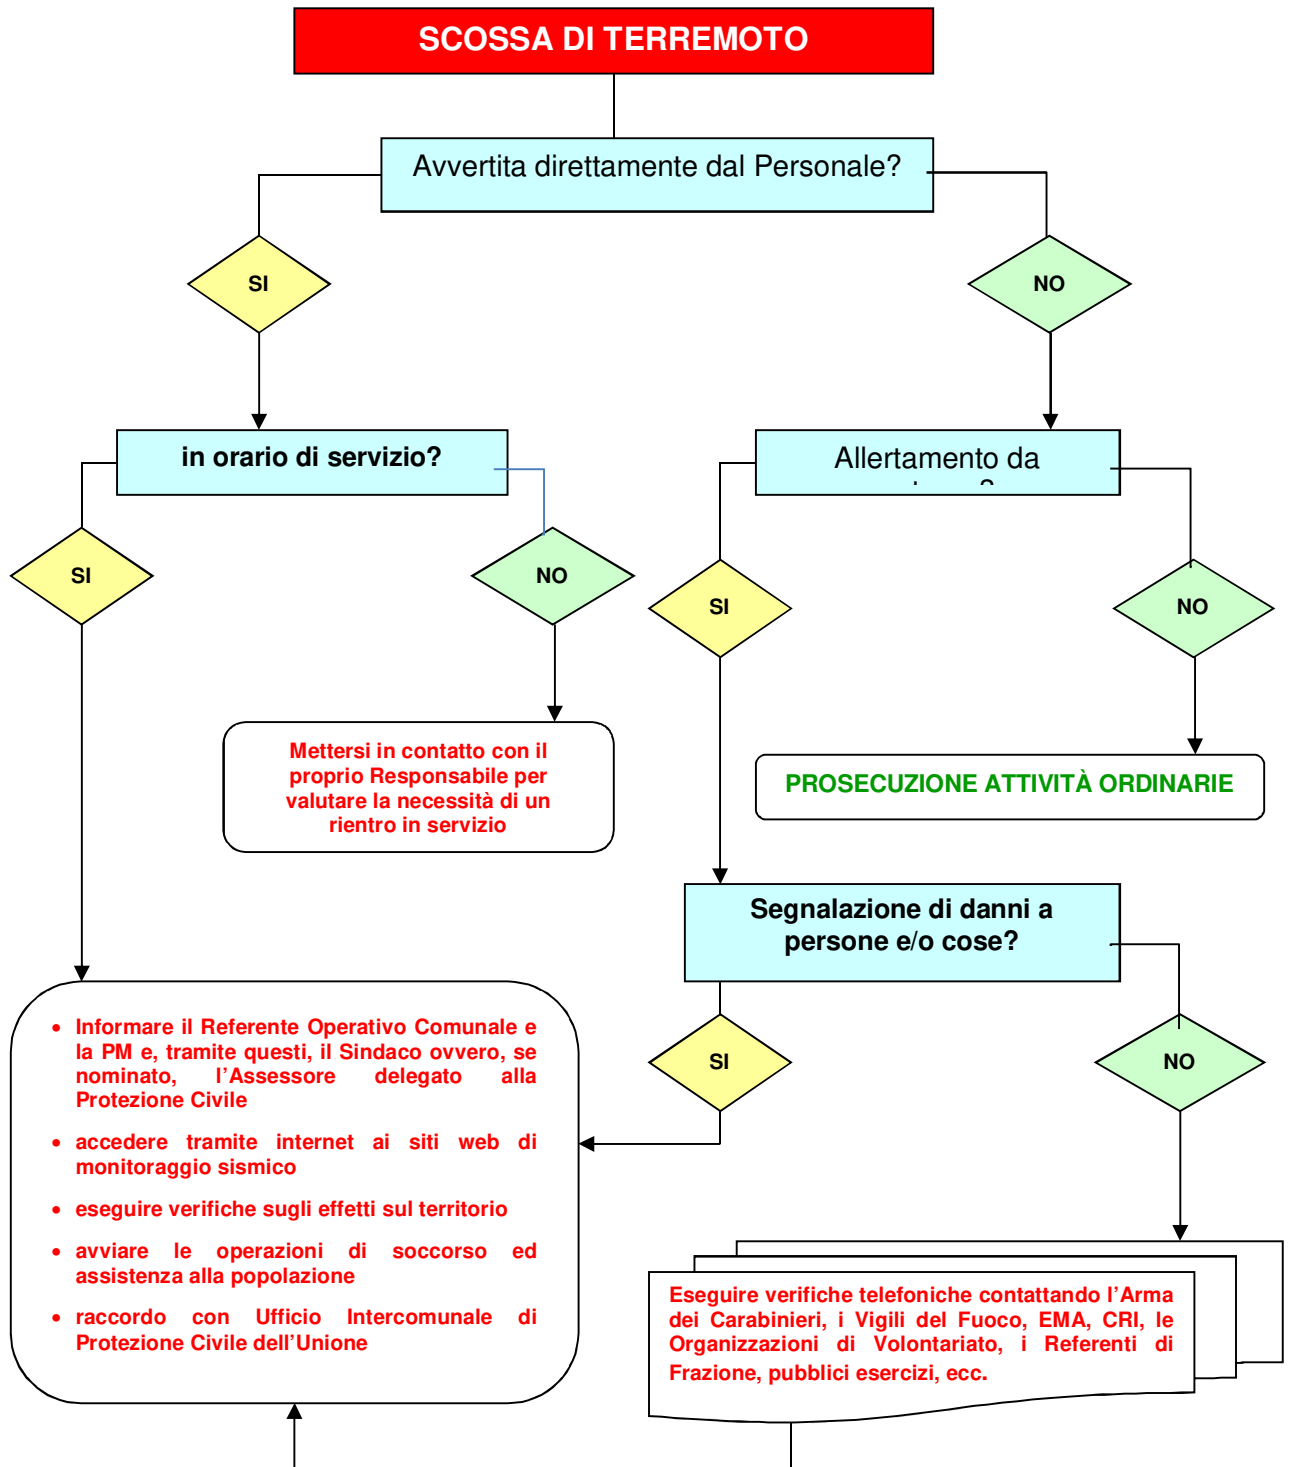 SCOSSA DI TERREMOTO
Avvertita direttamente dal Personale?
SI
NO
in orario di servizio?
Allertamento da
SI
NO
SI
NO
Mettersi in contatto con il
proprio Responsabile per
valutare la necessità di un
rientro in servizio
PROSECUZIONE ATTIVITÀ ORDINARIE
Segnalazione di danni a
persone e/o cose?
SI
NO
• Informare il Referente Operativo Comunale e
la PM e, tramite questi, il Sindaco ovvero, se
nominato, l’Assessore delegato alla
Protezione Civile
• accedere tramite internet ai siti web di
monitoraggio sismico
• eseguire verifiche sugli effetti sul territorio
• avviare le operazioni di soccorso ed
assistenza alla popolazione
• raccordo con Ufficio Intercomunale di
Protezione Civile dell’Unione
Eseguire verifiche telefoniche contattando l’Arma
dei Carabinieri, i Vigili del Fuoco, EMA, CRI, le
Organizzazioni di Volontariato, i Referenti di
Frazione, pubblici esercizi, ecc.